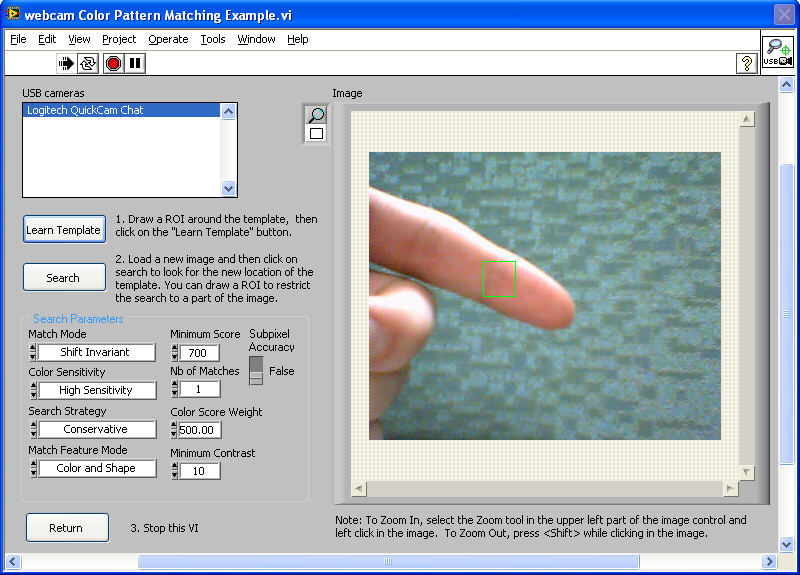 webcam Color Pattern Matching Example.vi
File Edit View Project Operate Tools Window Help
?
USB
USB cameras
Image
Logitech QuickCam Chat
Learn Template
1. Draw a ROI around the template, then
click on the "Learn Template" button.
Search
2. Load a new image and then click on
search to look for the new location of the
template. You can draw a ROI to restrict
the search to a part of the image.
Search Parameters
Match Mode
Shift Invariant
Color Sensitivity
High Sensitivity
Search Strategy
Conservative
Match Feature Mode
Color and Shape
Minimum Score
700
Nb of Matches
1
Color Score Weight
500.00
Minimum Contrast
10
Subpixel
Accuracy
False
Return
3. Stop this VI
Note: To Zoom In, select the Zoom tool in the upper left part of the image control and
left click in the image. To Zoom Out, press <Shift> while clicking in the image.